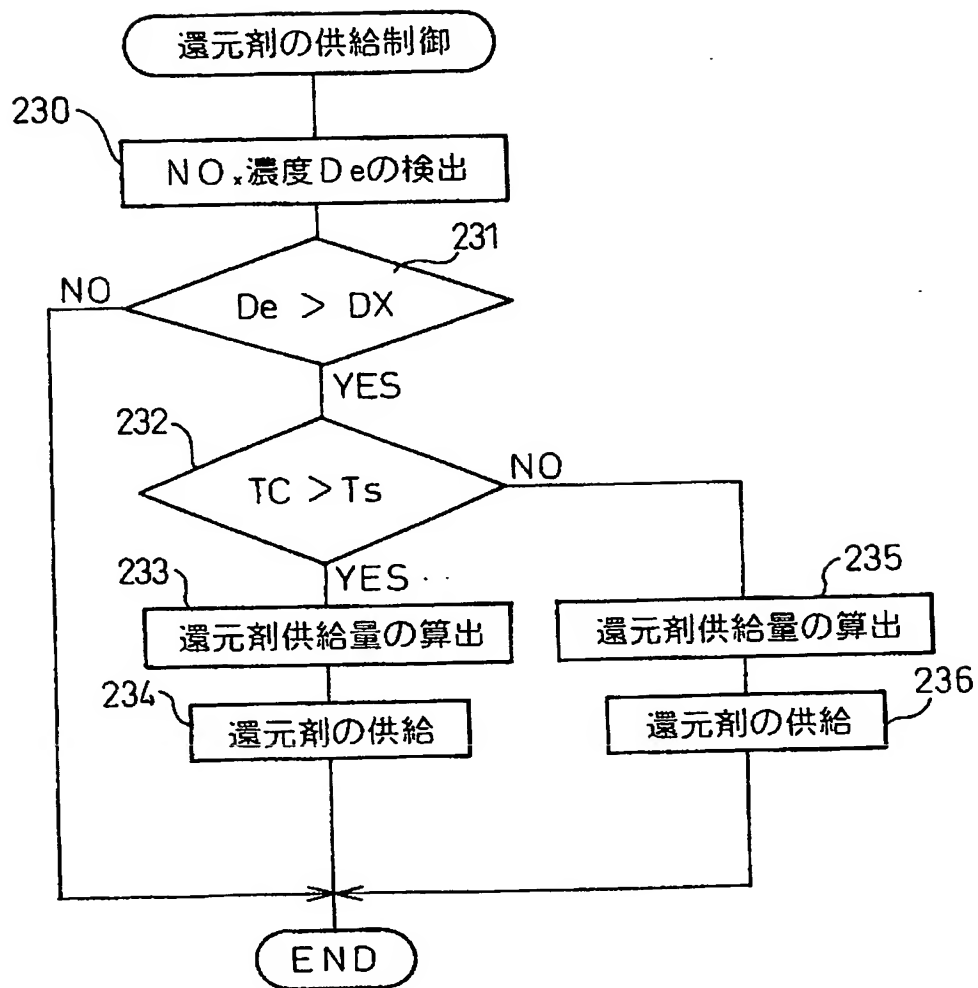 還元剤の供給制御
230
NOx濃度Deの検出
231
De > DX
NO
YES
232
TC > Ts
NO
YES
233
還元剤供給量の算出
235
還元剤供給量の算出
234
還元剤の供給
236
還元剤の供給
END